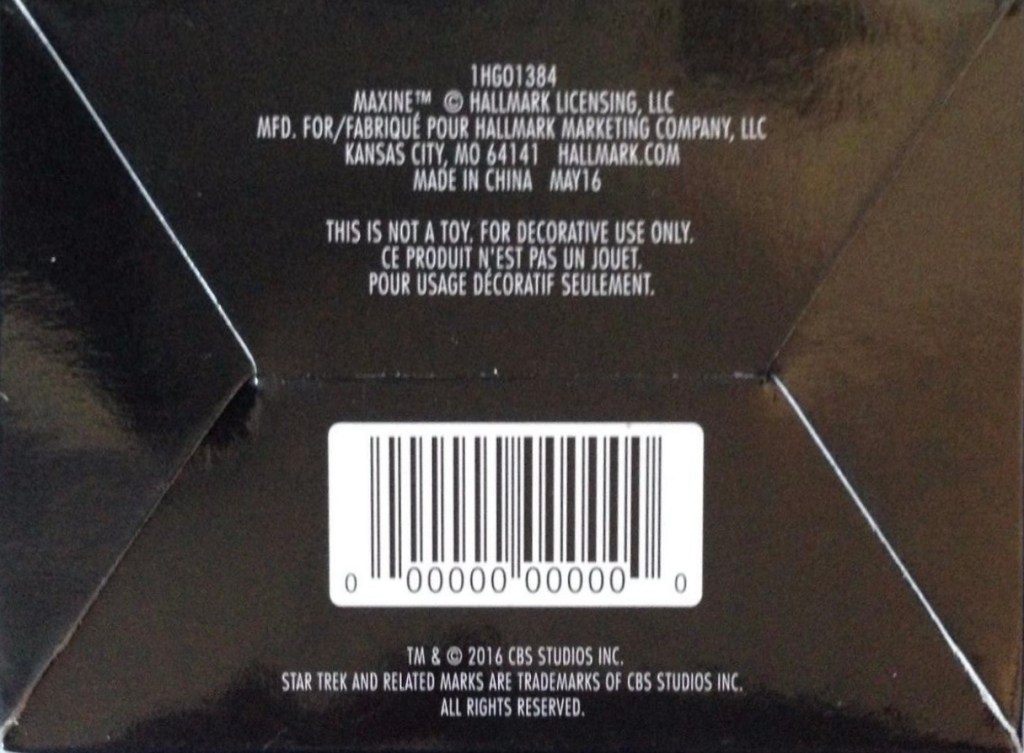 1HGO1384
MAXINE™ © HALLMARK LICENSING, LLC
MFD. FOR/FABRIQUÉ POUR HALLMARK MARKETING COMPANY, LLC
KANSAS CITY, MO 64141 HALLMARK.COM
MADE IN CHINA MAY16
THIS IS NOT A TOY. FOR DECORATIVE USE ONLY.
CE PRODUIT N'EST PAS UN JOUET.
POUR USAGE DÉCORATIF SEULEMENT.
0 00000 00000 0
TM & © 2016 CBS STUDIOS INC.
STAR TREK AND RELATED MARKS ARE TRADEMARKS OF CBS STUDIOS INC.
ALL RIGHTS RESERVED.